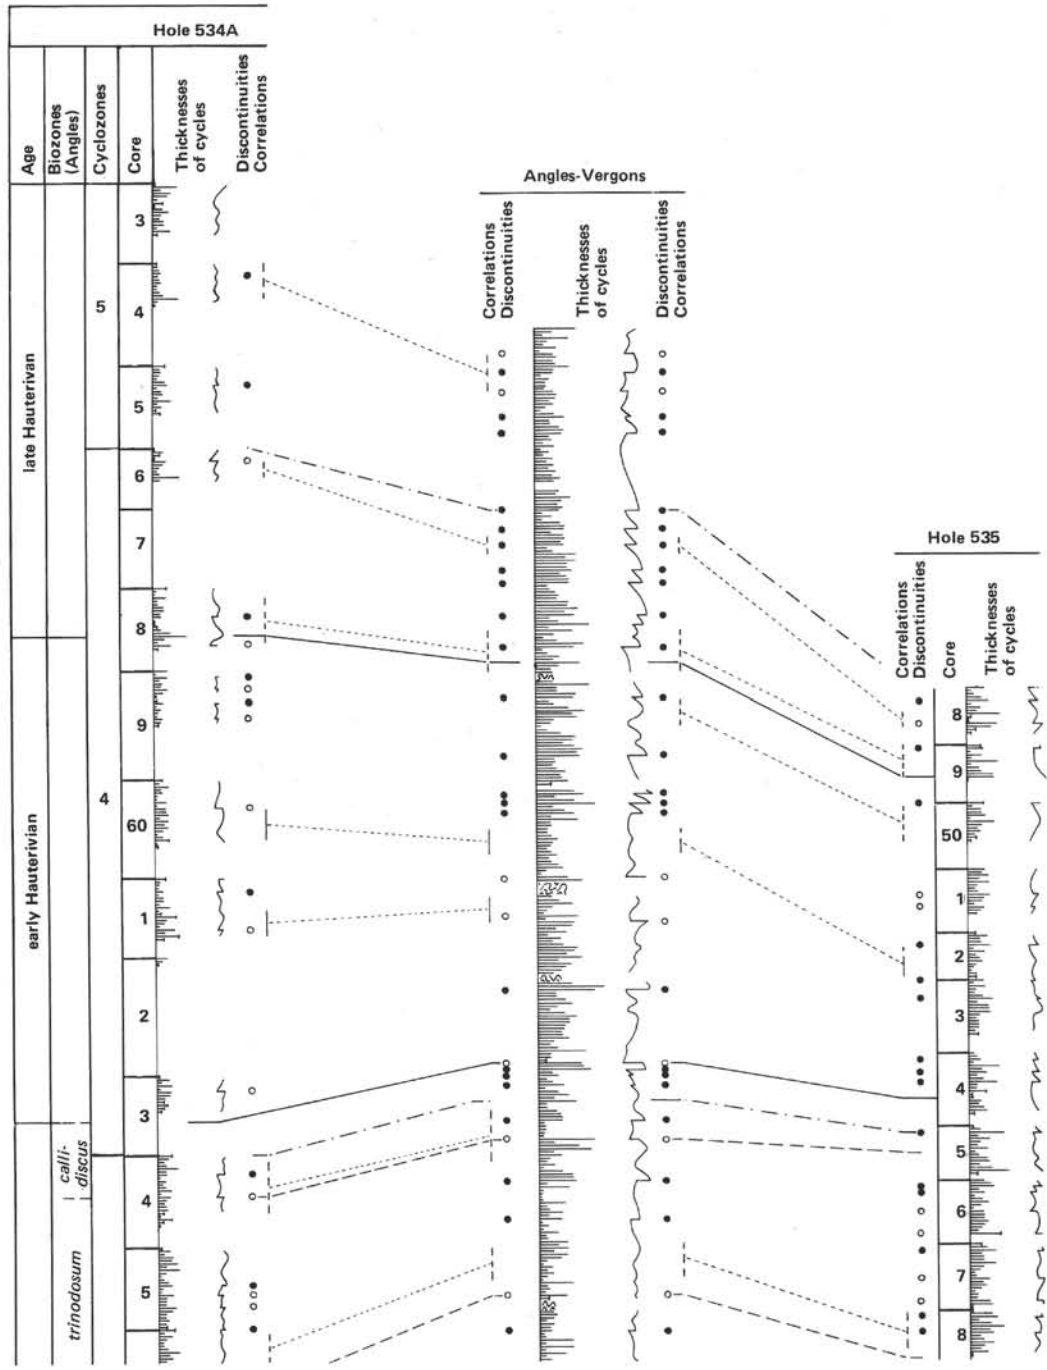 Hole 534A
Age
Biozones
(Angles)
Cyclozones
Core
Thicknesses
of cycles
Discontinuities
Correlations
late Hauterivan
early Hauterivian
calli-
discus
trinodosum
5
4
3
4
5
6
7
8
9
60
1
2
3
4
5
Angles-Vergons
Correlations
Discontinuities
Thicknesses
of cycles
Discontinuities
Correlations
Hole 535
Correlations
Discontinuities
Core
Thicknesses
of cycles
8
9
50
1
2
3
4
5
6
7
8